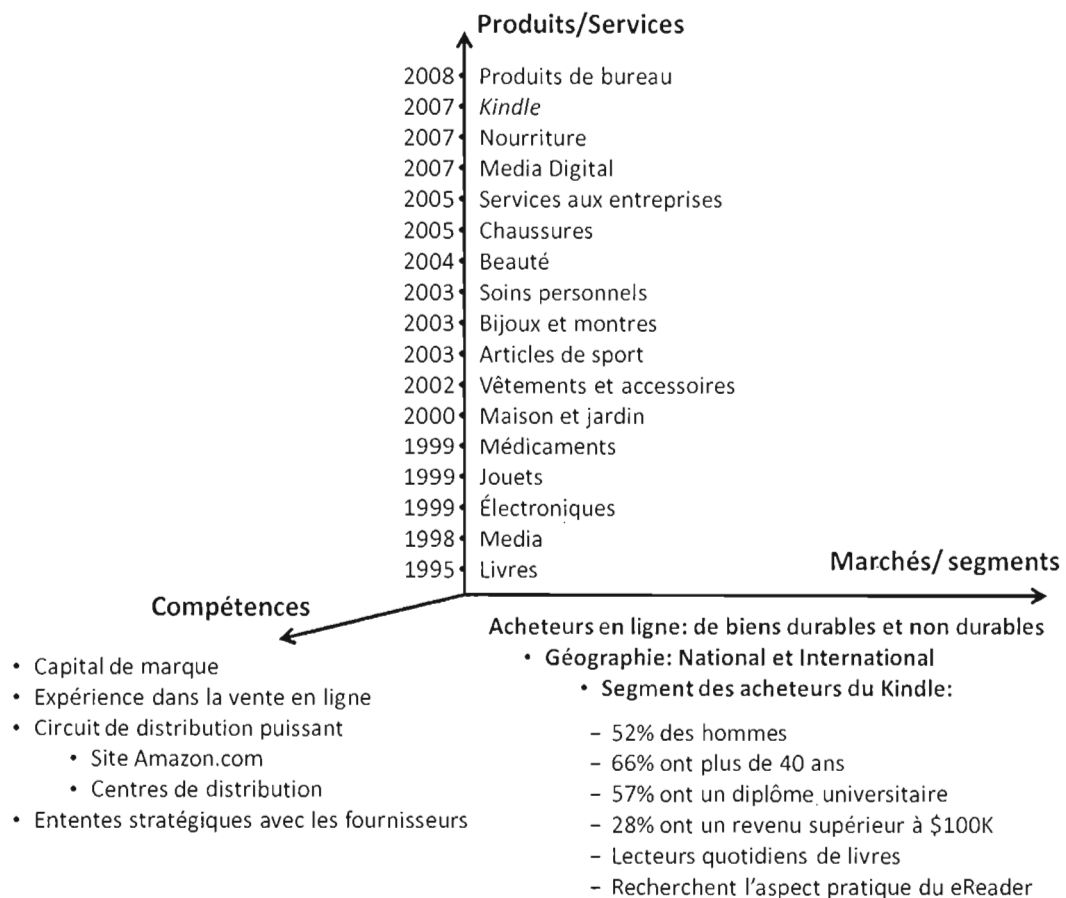 Produits/Services
2008 Produits de bureau
2007 Kindle
2007 Nourriture
2007 Media Digital
2005 Services aux entreprises
2005 Chaussures
2004 Beauté
2003 Soins personnels
2003 Bijoux et montres
2003 Articles de sport
2002 Vêtements et accessoires
2000 Maison et jardin
1999 Médicaments
1999 Jouets
1999 Électroniques
1998 Media
1995 Livres
Marchés/ segments
Compétences
• Capital de marque
• Expérience dans la vente en ligne
• Circuit de distribution puissant
• Site Amazon.com
• Centres de distribution
• Ententes stratégiques avec les fournisseurs
Acheteurs en ligne: de biens durables et non durables
• Géographie: National et International
• Segment des acheteurs du Kindle:
– 52% des hommes
– 66% ont plus de 40 ans
– 57% ont un diplôme universitaire
– 28% ont un revenu supérieur à $100K
– Lecteurs quotidiens de livres
– Recherchent l'aspect pratique du eReader